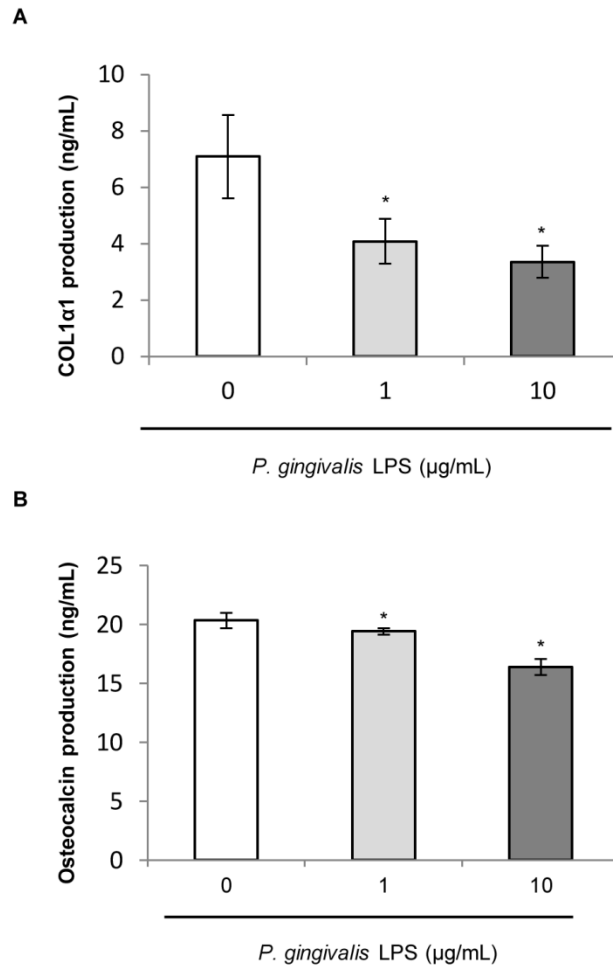 A
COL1α1 production (ng/mL)
10
8
6
4
2
0
*
*
0 1 10
P. gingivalis LPS (µg/mL)
B
Osteocalcin production (ng/mL)
25
20
15
10
5
0
*
*
0 1 10
P. gingivalis LPS (µg/mL)